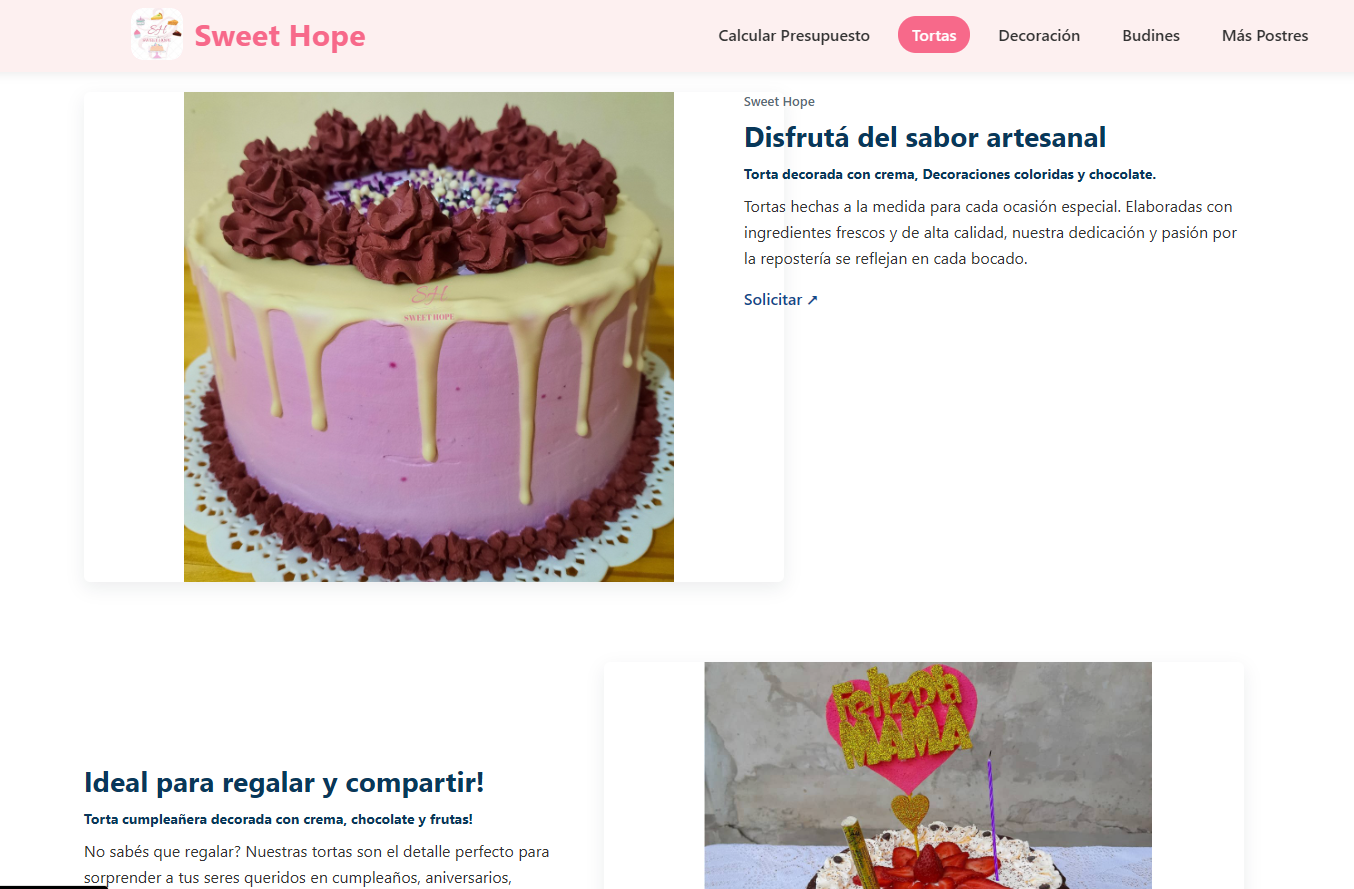 Sweet Hope
Calcular Presupuesto
Tortas
Decoración
Budines
Más Postres
SH
SWEET HOPE
Sweet Hope
Disfrutá del sabor artesanal
Torta decorada con crema, Decoraciones coloridas y chocolate.
Tortas hechas a la medida para cada ocasión especial. Elaboradas con
ingredientes frescos y de alta calidad, nuestra dedicación y pasión por
la repostería se reflejan en cada bocado.
Solicitar ↗
Ideal para regalar y compartir!
Torta cumpleañera decorada con crema, chocolate y frutas!
No sabés que regalar? Nuestras tortas son el detalle perfecto para
sorprender a tus seres queridos en cumpleaños, aniversarios,
Feliz Día
MAMA